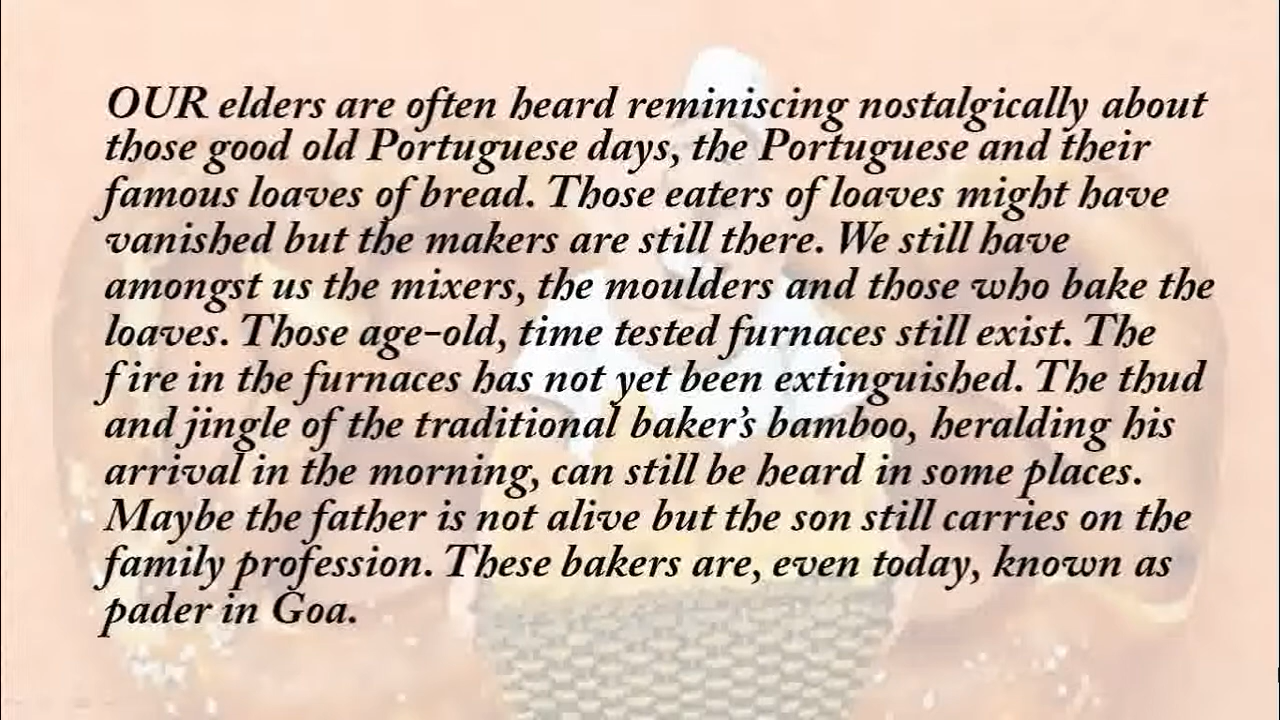 OUR elders are often heard reminiscing nostalgically about
those good old Portuguese days, the Portuguese and their
famous loaves of bread. Those eaters of loaves might have
vanished but the makers are still there. We still have
amongst us the mixers, the moulders and those who bake the
loaves. Those age-old, time tested furnaces still exist. The
fire in the furnaces has not yet been extinguished. The thud
and jingle of the traditional baker’s bamboo, heralding his
arrival in the morning, can still be heard in some places.
Maybe the father is not alive but the son still carries on the
family profession. These bakers are, even today, known as
pader in Goa.